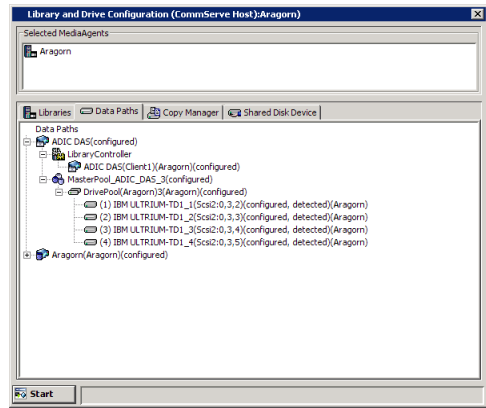 Library and Drive Configuration (CommServe Host):Aragorn)
Selected MediaAgents
Aragorn
Libraries Data Paths Copy Manager Shared Disk Device
Data Paths
ADIC DAS(configured)
LibraryController
ADIC DAS(Client1)(Aragorn)(configured)
MasterPool_ADIC_DAS_3(configured)
DrivePool(Aragorn)3(Aragorn)(configured)
(1) IBM ULTRIUM-TD1_1(Scsi2:0,3,2)(configured, detected)(Aragorn)
(2) IBM ULTRIUM-TD1_2(Scsi2:0,3,3)(configured, detected)(Aragorn)
(3) IBM ULTRIUM-TD1_3(Scsi2:0,3,4)(configured, detected)(Aragorn)
(4) IBM ULTRIUM-TD1_4(Scsi2:0,3,5)(configured, detected)(Aragorn)
Aragorn(Aragorn)(configured)
Start